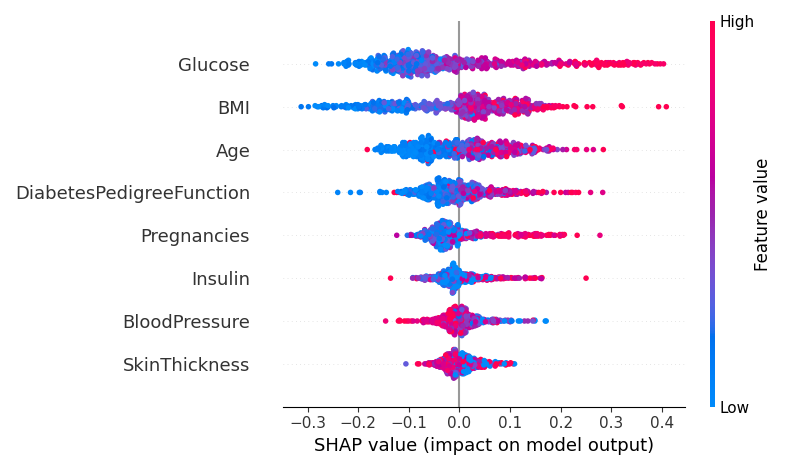 High
Glucose
BMI
Age
DiabetesPedigreeFunction
Pregnancies
Insulin
BloodPressure
SkinThickness
Feature value
Low
−0.3 −0.2 −0.1 0.0 0.1 0.2 0.3 0.4
SHAP value (impact on model output)